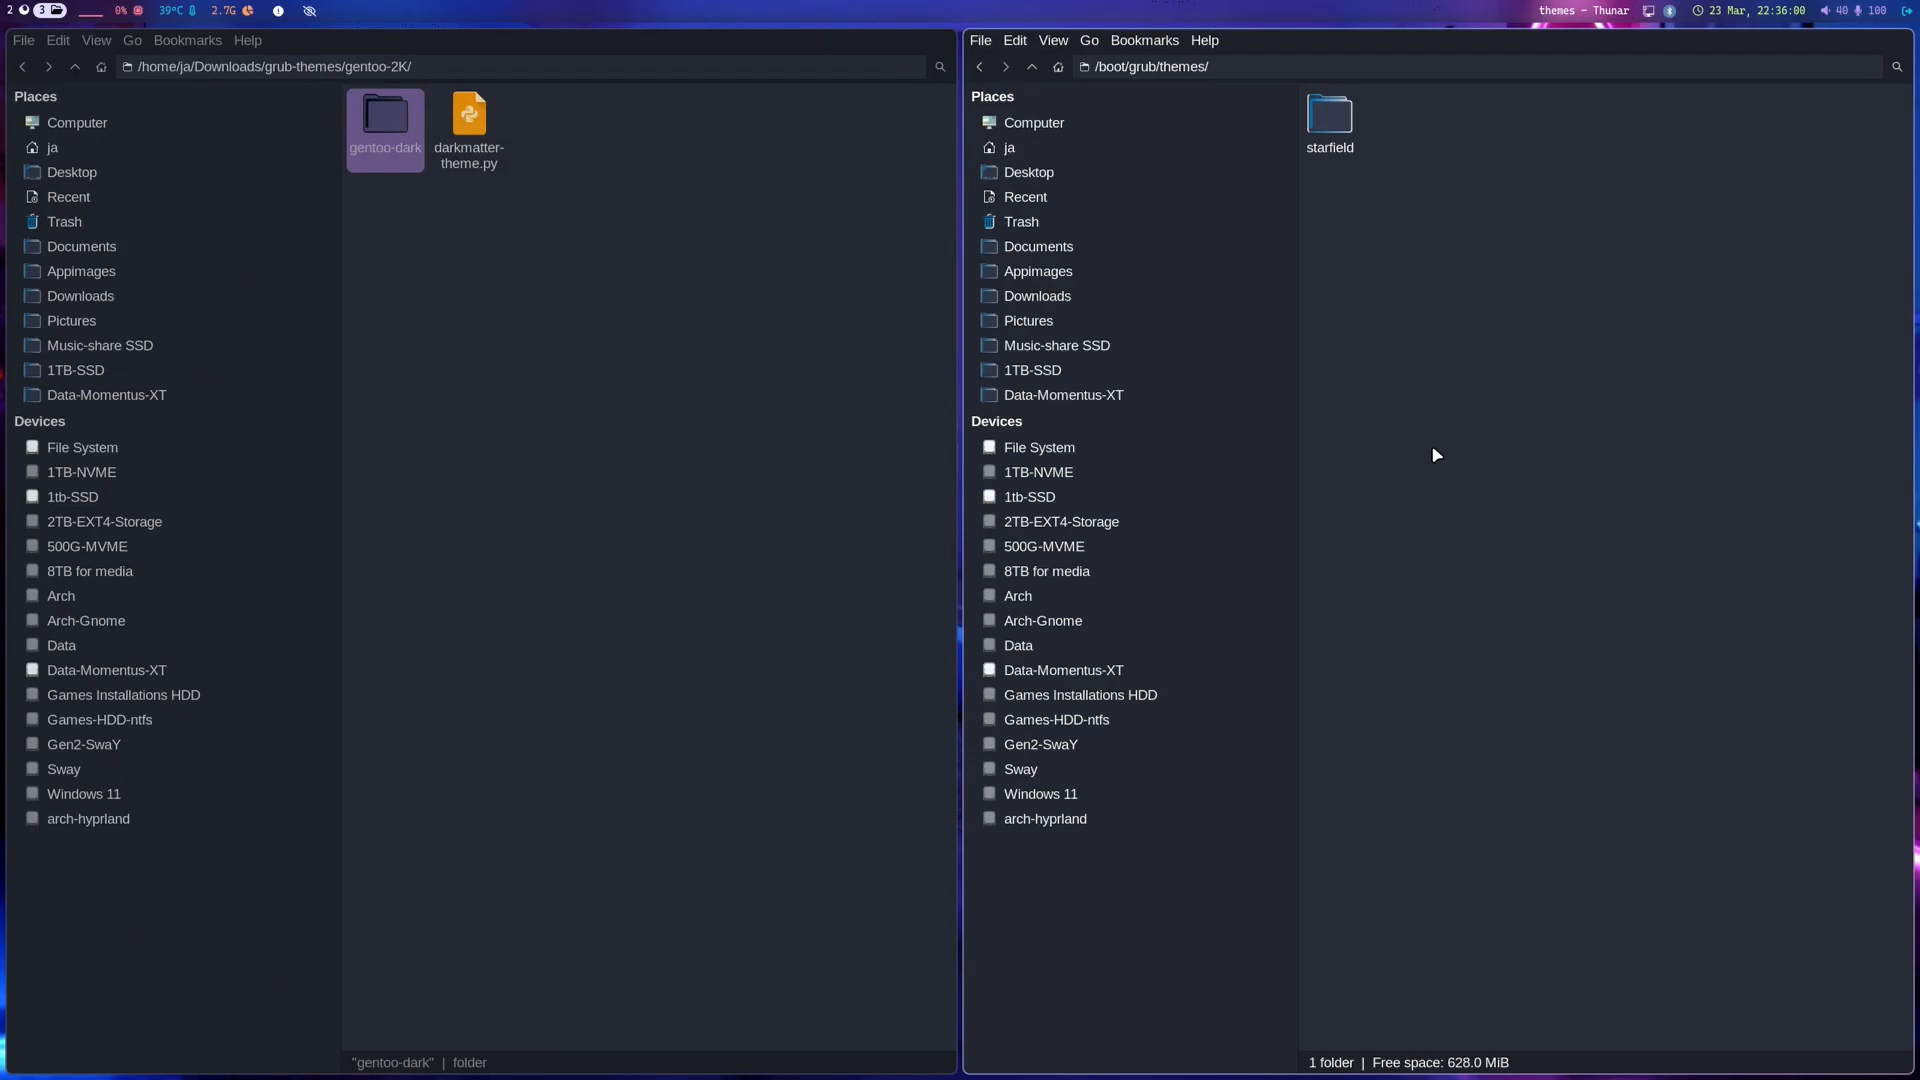 2 3 0% 39°C 2.7G
themes - Thunar 23 Mar, 22:36:00 40 100
File Edit View Go Bookmarks Help
/home/ja/Downloads/grub-themes/gentoo-2K/
Places
Computer
ja
Desktop
Recent
Trash
Documents
Appimages
Downloads
Pictures
Music-share SSD
1TB-SSD
Data-Momentus-XT
Devices
File System
1TB-NVME
1tb-SSD
2TB-EXT4-Storage
500G-MVME
8TB for media
Arch
Arch-Gnome
Data
Data-Momentus-XT
Games Installations HDD
Games-HDD-ntfs
Gen2-SwaY
Sway
Windows 11
arch-hyprland
gentoo-dark
darkmatter-
theme.py
"gentoo-dark" | folder
File Edit View Go Bookmarks Help
/boot/grub/themes/
Places
Computer
ja
Desktop
Recent
Trash
Documents
Appimages
Downloads
Pictures
Music-share SSD
1TB-SSD
Data-Momentus-XT
Devices
File System
1TB-NVME
1tb-SSD
2TB-EXT4-Storage
500G-MVME
8TB for media
Arch
Arch-Gnome
Data
Data-Momentus-XT
Games Installations HDD
Games-HDD-ntfs
Gen2-SwaY
Sway
Windows 11
arch-hyprland
starfield
1 folder | Free space: 628.0 MiB